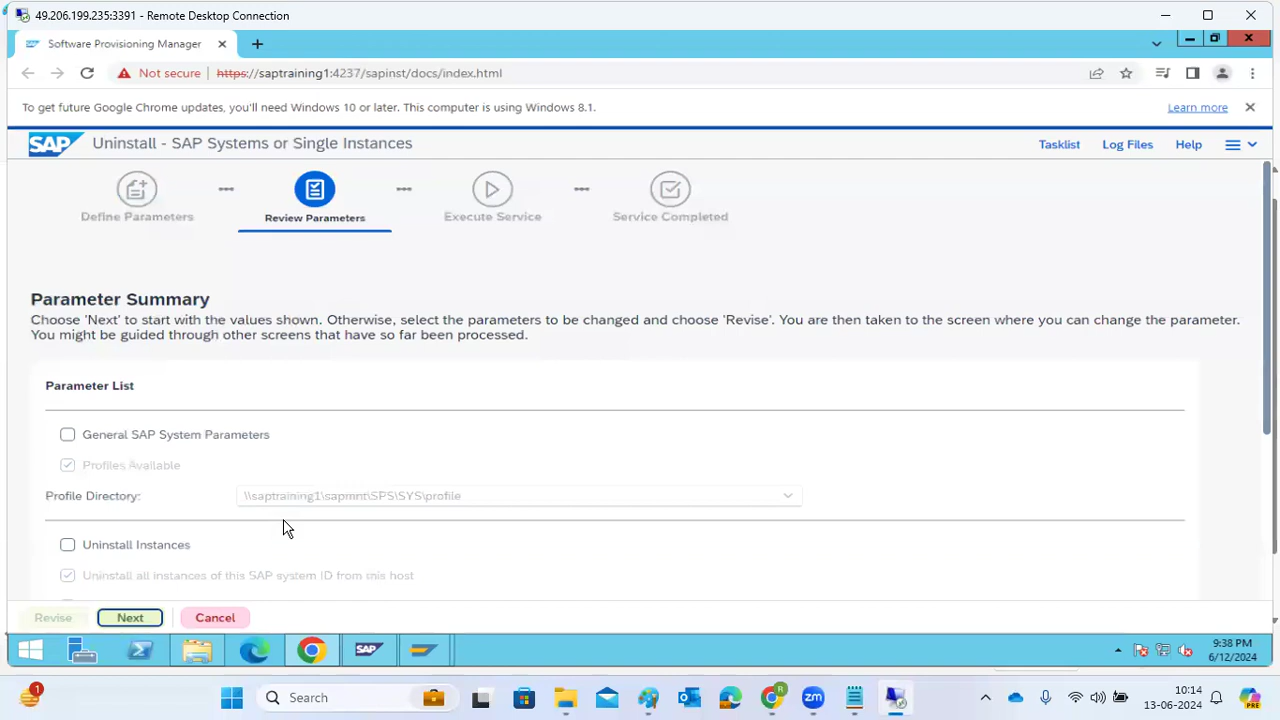 49.206.199.235:3391 - Remote Desktop Connection
Software Provisioning Manager
Not secure
https://saptraining1:4237/sapinst/docs/index.html
To get future Google Chrome updates, you'll need Windows 10 or later. This computer is using Windows 8.1.
Learn more
SAP
Uninstall - SAP Systems or Single Instances
Tasklist
Log Files
Help
Define Parameters
Review Parameters
Execute Service
Service Completed
Parameter Summary
Choose 'Next' to start with the values shown. Otherwise, select the parameters to be changed and choose 'Revise'. You are then taken to the screen where you can change the parameter.
You might be guided through other screens that have so far been processed.
Parameter List
General SAP System Parameters
Profiles Available
Profile Directory:
\\saptraining1\sapmnt\SPS\SYS\profile
Uninstall Instances
Uninstall all instances of this SAP system ID from this host
Revise
Next
Cancel
SAP
9:38 PM
6/12/2024
1
Search
R
zm
10:14
13-06-2024
PRE